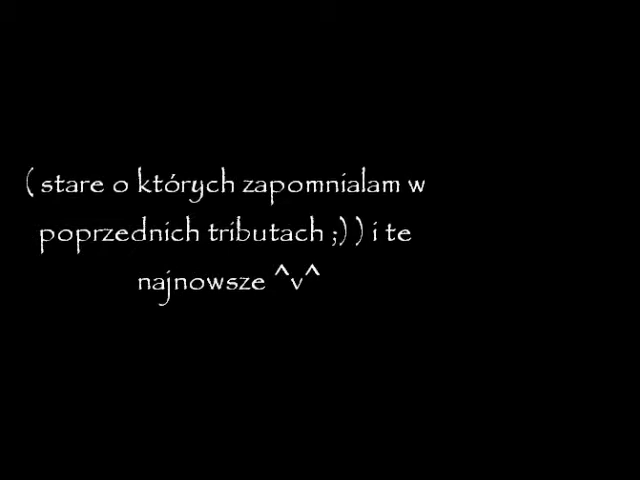 ( stare o których zapomnialam w
poprzednich tributach ;) ) i te
najnowsze ^v^